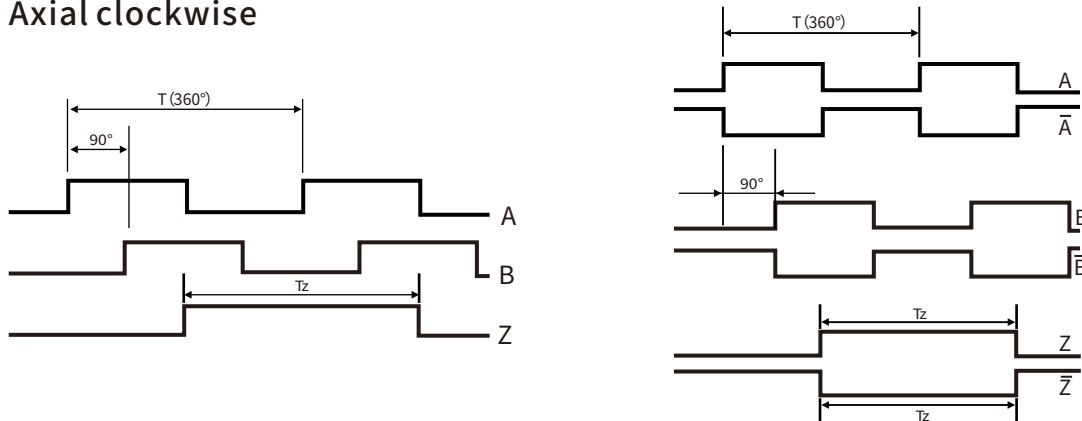 Axial clockwise
T (360°)
90°
A
B
Tz
Z
T (360°)
A
A̅
90°
B
B̅
Tz
Z
Z̅
Tz